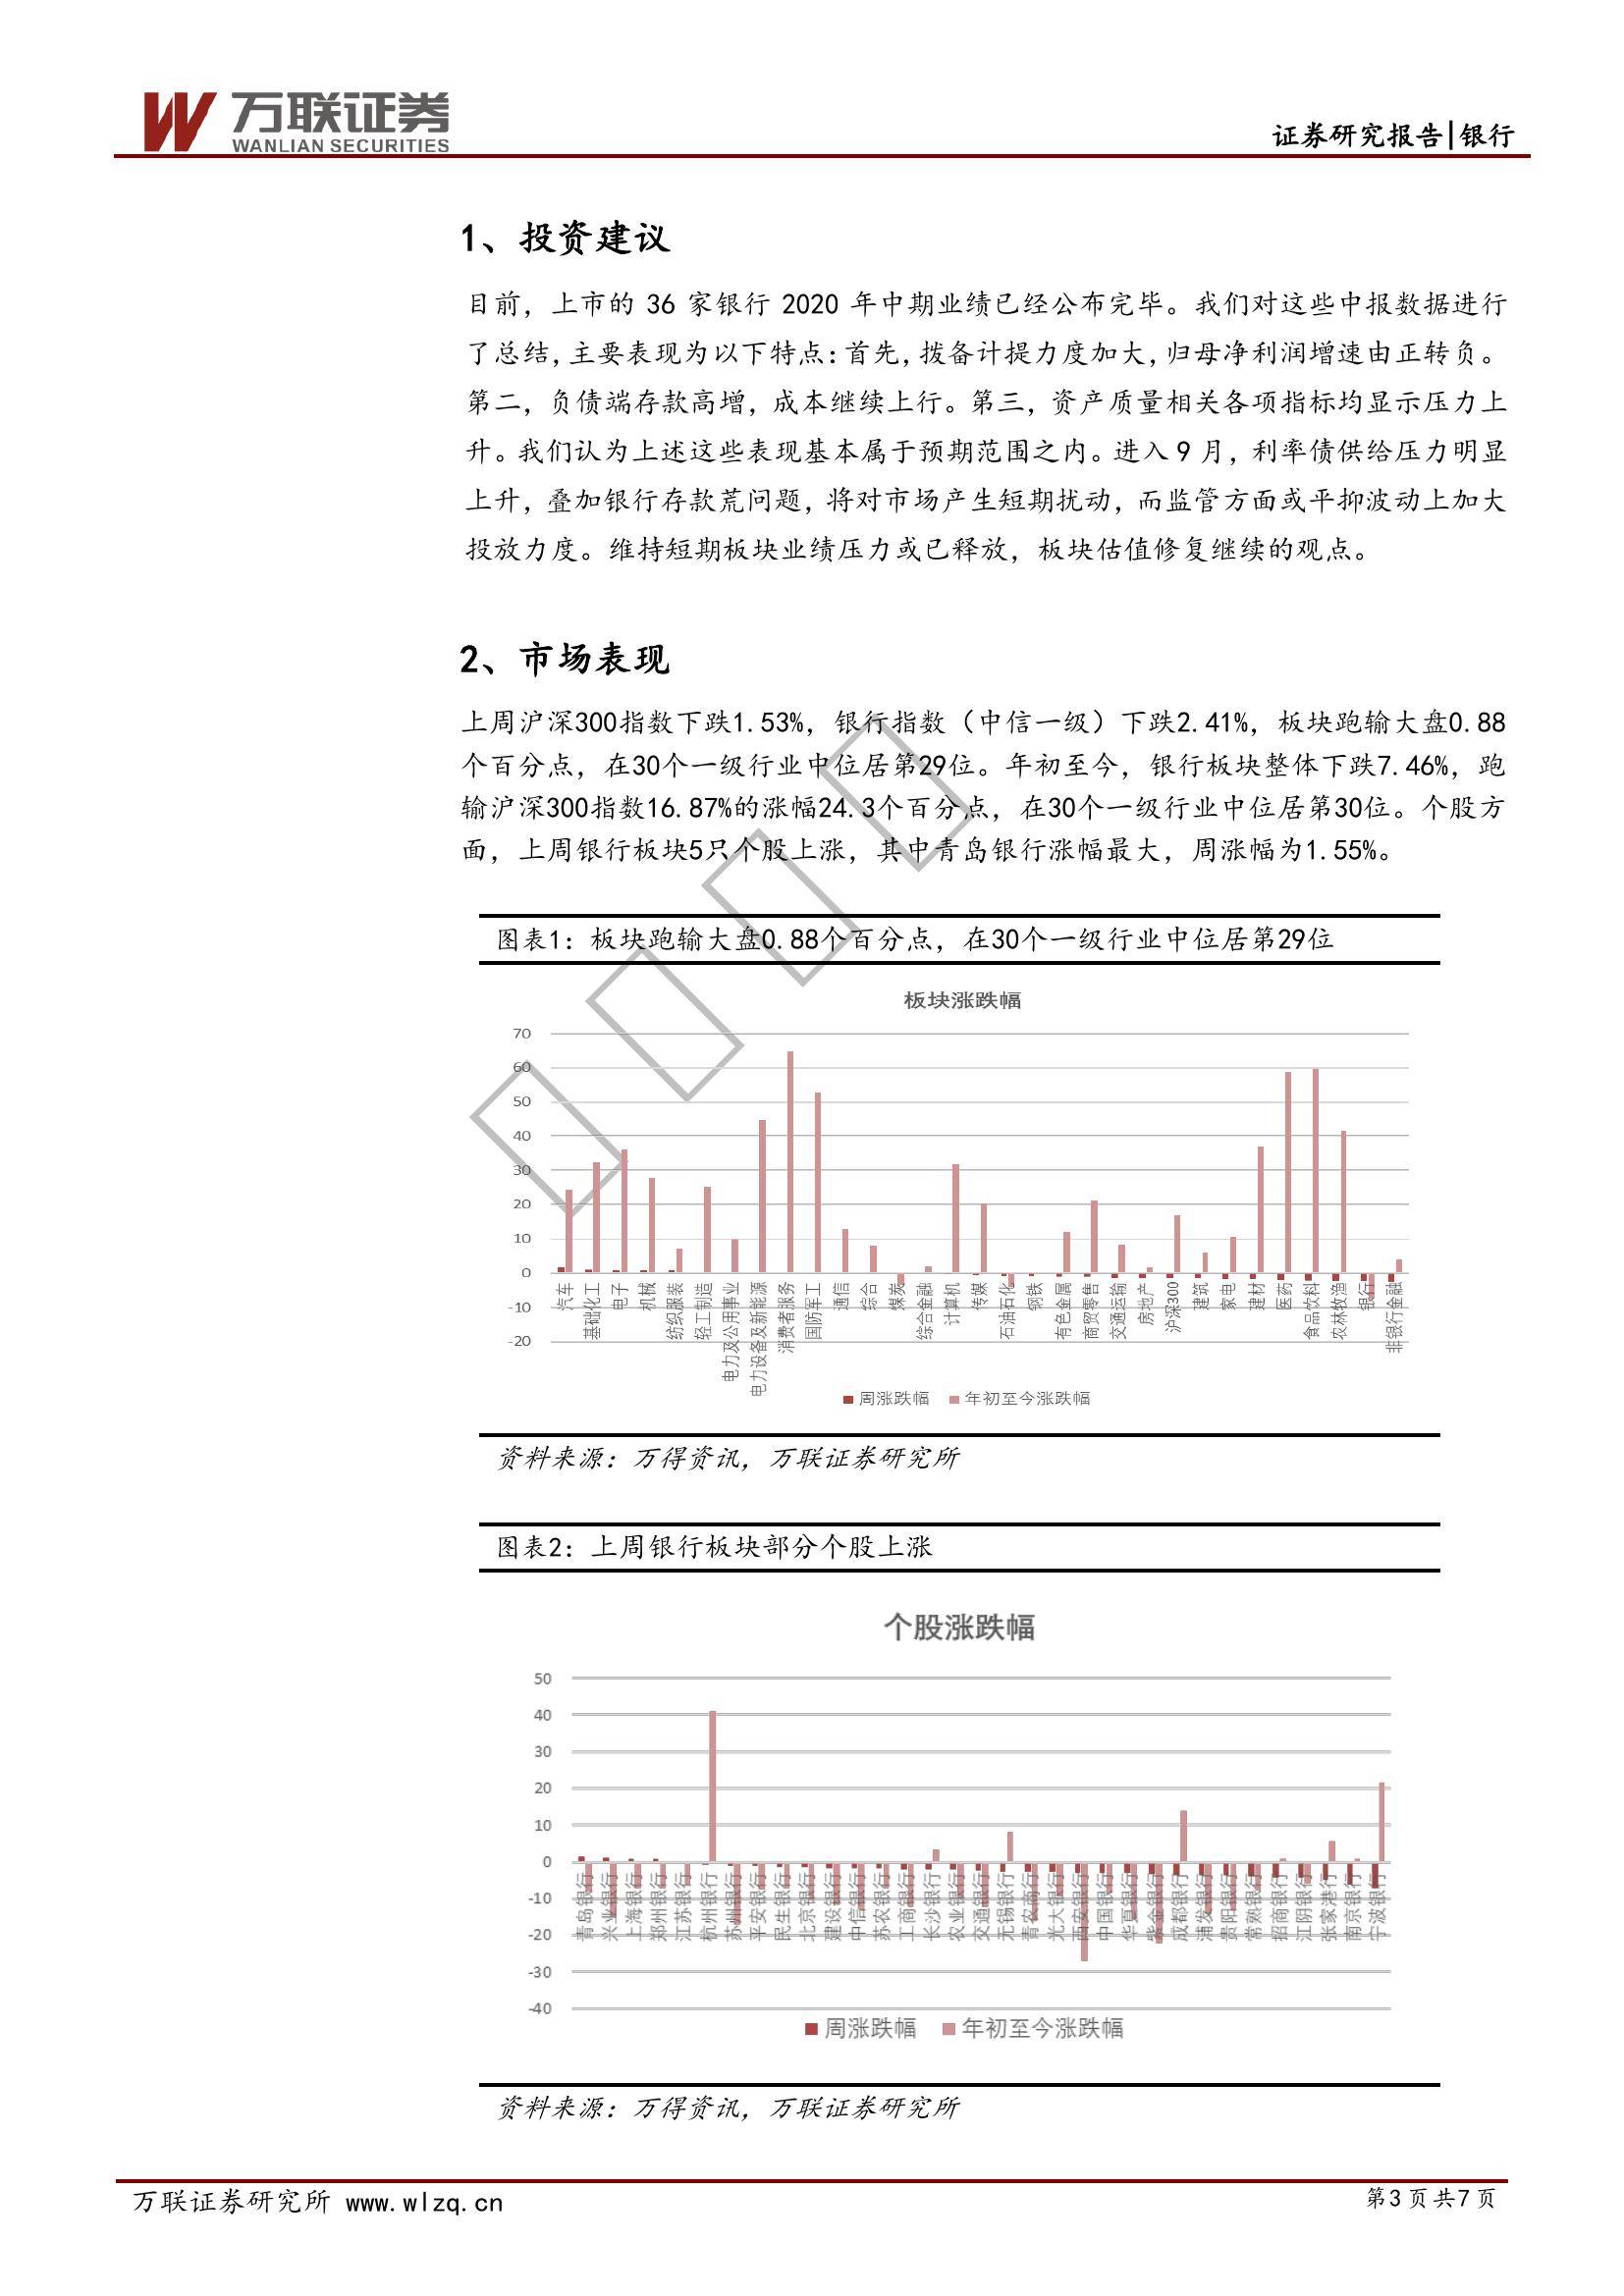 万联证券
WANLIAN SECURITIES
证券研究报告|银行
1、投资建议
目前，上市的 36 家银行 2020 年中期业绩已经公布完毕。我们对这些中报数据进行
了总结，主要表现为以下特点：首先，拨备计提力度加大，归母净利润增速由正转负。
第二，负债端存款高增，成本继续上行。第三，资产质量相关各项指标均显示压力上
升。我们认为上述这些表现基本属于预期范围之内。进入 9 月，利率债供给压力明显
上升，叠加银行存款荒问题，将对市场产生短期扰动，而监管方面或平抑波动上加大
投放力度。维持短期板块业绩压力或已释放，板块估值修复继续的观点。
2、市场表现
上周沪深300指数下跌1.53%，银行指数（中信一级）下跌2.41%，板块跑输大盘0.88
个百分点，在30个一级行业中位居第29位。年初至今，银行板块整体下跌7.46%，跑
输沪深300指数16.87%的涨幅24.3个百分点，在30个一级行业中位居第30位。个股方
面，上周银行板块5只个股上涨，其中青岛银行涨幅最大，周涨幅为1.55%。
图表1：板块跑输大盘0.88个百分点，在30个一级行业中位居第29位
板块涨跌幅
70
60
50
40
30
20
10
0
-10
-20
汽车
基础化工
电子
机械
纺织服装
轻工制造
电力及公用事业
电力设备及新能源
消费者服务
国防军工
通信
综合
煤炭
综合金融
计算机
传媒
石油石化
钢铁
有色金属
商贸零售
交通运输
房地产
沪深300
建筑
家电
建材
医药
食品饮料
农林牧渔
银行
非银行金融
周涨跌幅
年初至今涨跌幅
资料来源：万得资讯，万联证券研究所
图表2：上周银行板块部分个股上涨
个股涨跌幅
50
40
30
20
10
0
-10
-20
-30
-40
青岛银行
兴业银行
上海银行
郑州银行
江苏银行
杭州银行
苏州银行
平安银行
民生银行
北京银行
建设银行
中信银行
苏农银行
工商银行
长沙银行
农业银行
交通银行
无锡银行
青农商行
光大银行
西安银行
中国银行
华夏银行
紫金银行
成都银行
浦发银行
贵阳银行
常熟银行
招商银行
江阴银行
张家港行
南京银行
宁波银行
周涨跌幅
年初至今涨跌幅
资料来源：万得资讯，万联证券研究所
万联证券研究所 www.wlzq.cn
第 3 页 共 7 页